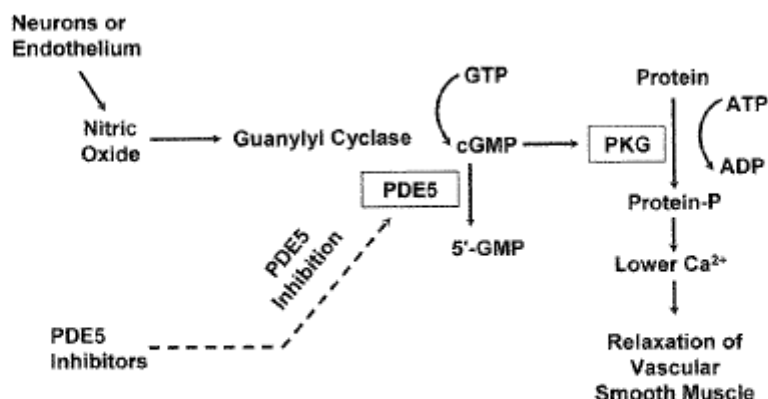 Neurons or
Endothelium
Nitric
Oxide
Guanylyl Cyclase
GTP
cGMP
PDE5
5'-GMP
PKG
Protein
ATP
ADP
Protein-P
Lower Ca²⁺
Relaxation of
Vascular
Smooth Muscle
PDE5
Inhibition
PDE5
Inhibitors